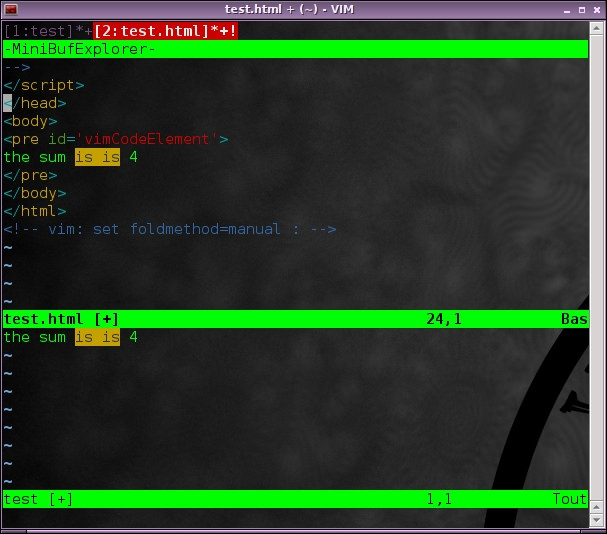 test.html + (~) - VIM
[1:test]*+[2:test.html]*+!
-MiniBufExplorer-
-->
</script>
</head>
<body>
<pre id='vimCodeElement'>
the sum is is 4
</pre>
</body>
</html>
<!-- vim: set foldmethod=manual : -->
~
~
~
~
test.html [+] 24,1 Bas
the sum is is 4
~
~
~
~
~
~
~
~
test [+] 1,1 Tout